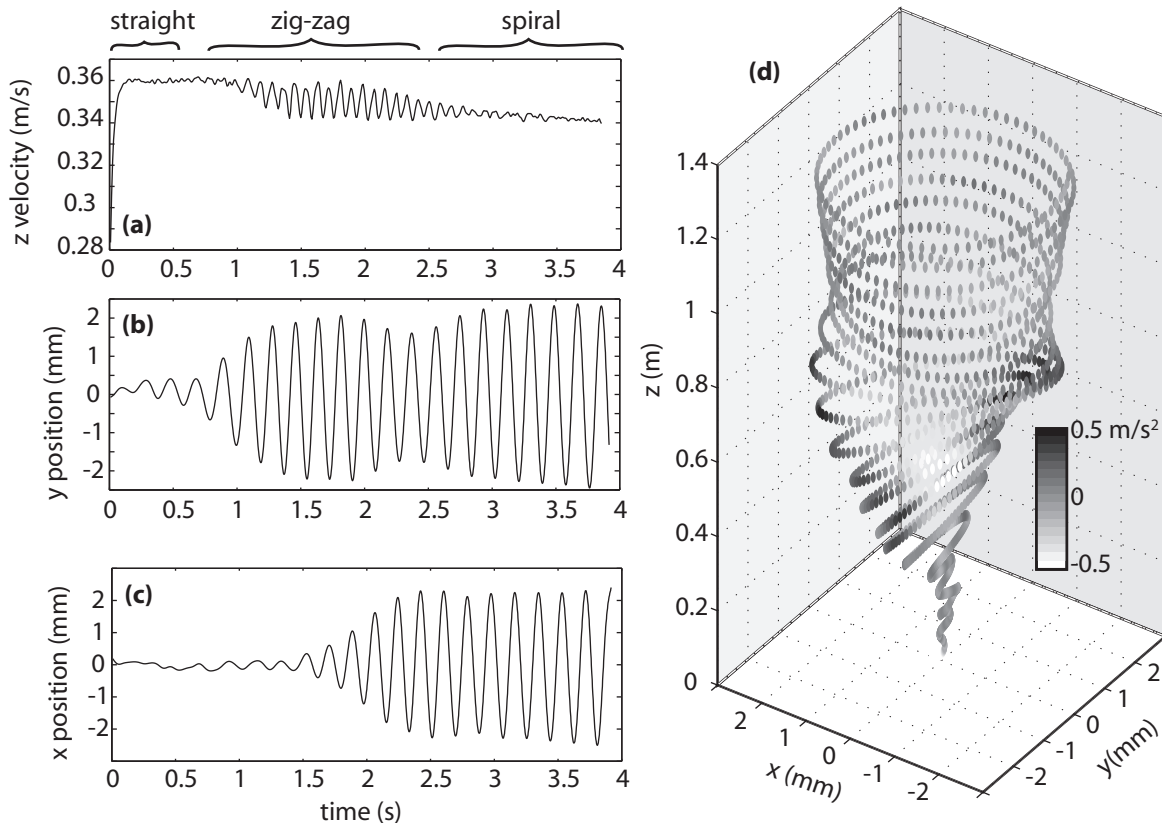 straight zig-zag spiral
z velocity (m/s)
0.36
0.34
0.32
0.3
0.28
(a)
0 0.5 1 1.5 2 2.5 3 3.5 4
y position (mm)
2
1
0
-1
-2
(b)
0 0.5 1 1.5 2 2.5 3 3.5 4
x position (mm)
2
1
0
-1
-2
(c)
0 0.5 1 1.5 2 2.5 3 3.5 4
time (s)
(d)
z (m)
1.4
1.2
1
0.8
0.6
0.4
0.2
0
0.5 m/s²
0
-0.5
2 1 0 -1 -2
x (mm)
-2 -1 0 1 2
y(mm)